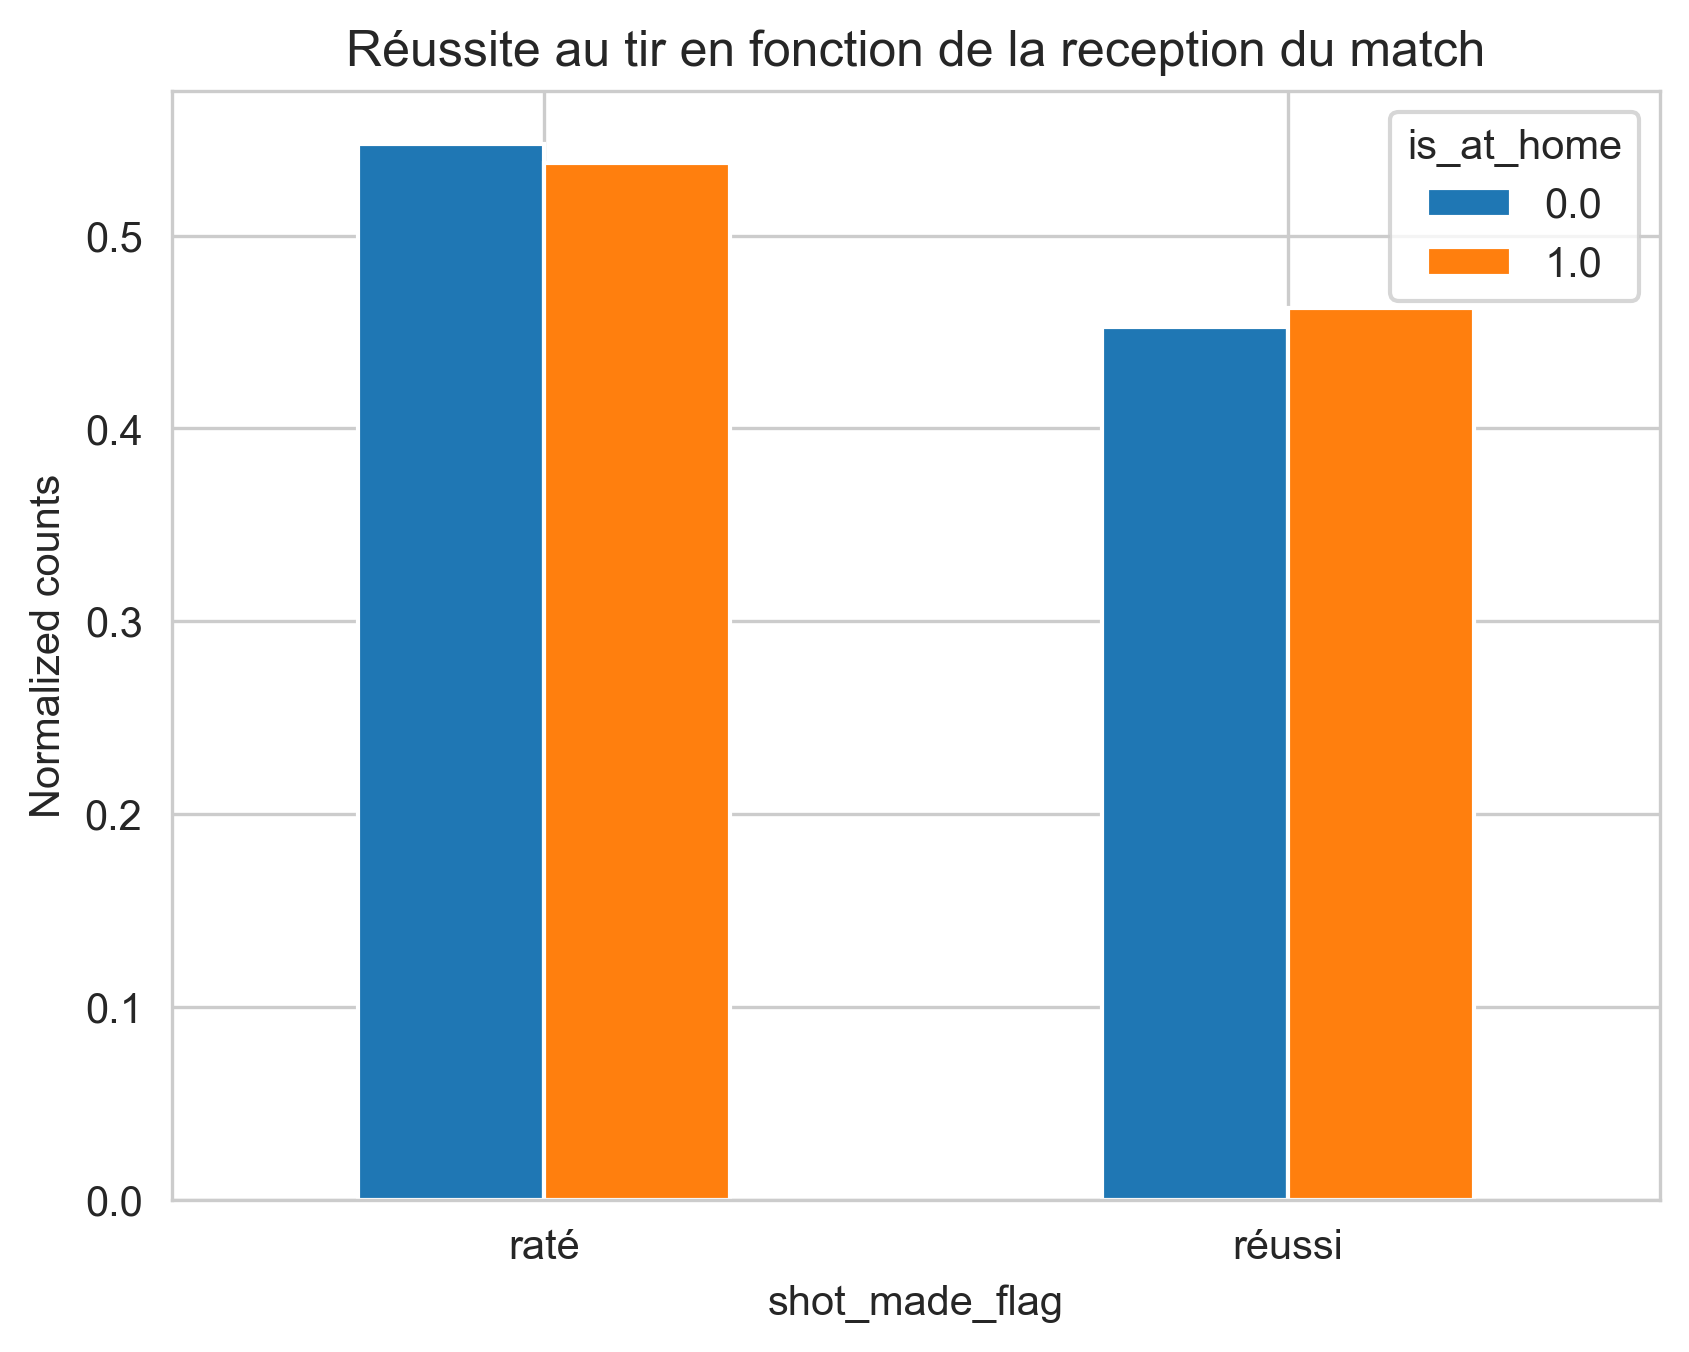 Réussite au tir en fonction de la reception du match
is_at_home
0.0
1.0
Normalized counts
0.5
0.4
0.3
0.2
0.1
0.0
raté
réussi
shot_made_flag